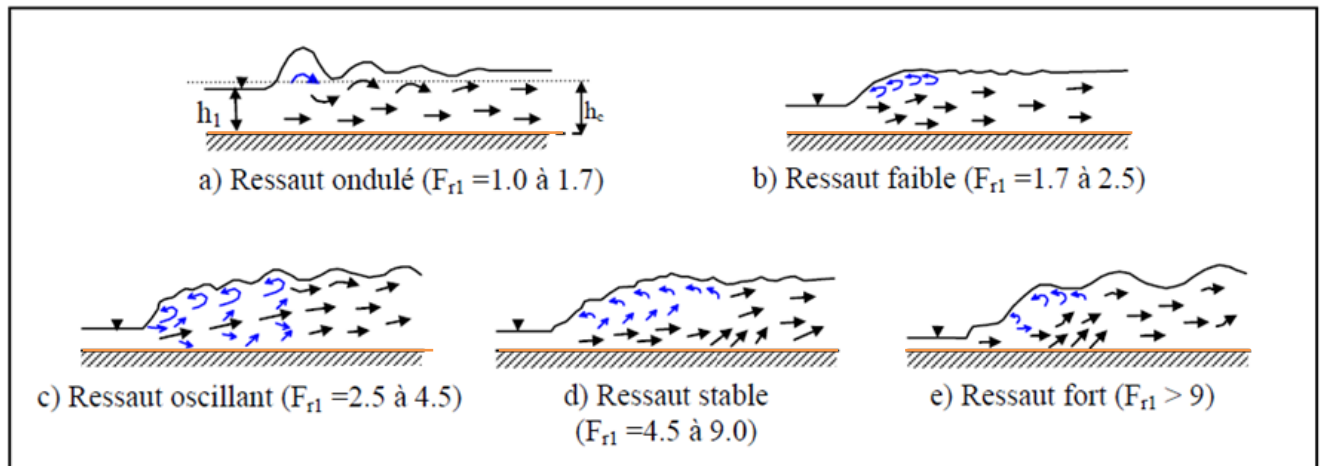 h₁
hc
a) Ressaut ondulé (Fr1 =1.0 à 1.7)
b) Ressaut faible (Fr1 =1.7 à 2.5)
c) Ressaut oscillant (Fr1 =2.5 à 4.5)
d) Ressaut stable
(Fr1 =4.5 à 9.0)
e) Ressaut fort (Fr1 > 9)